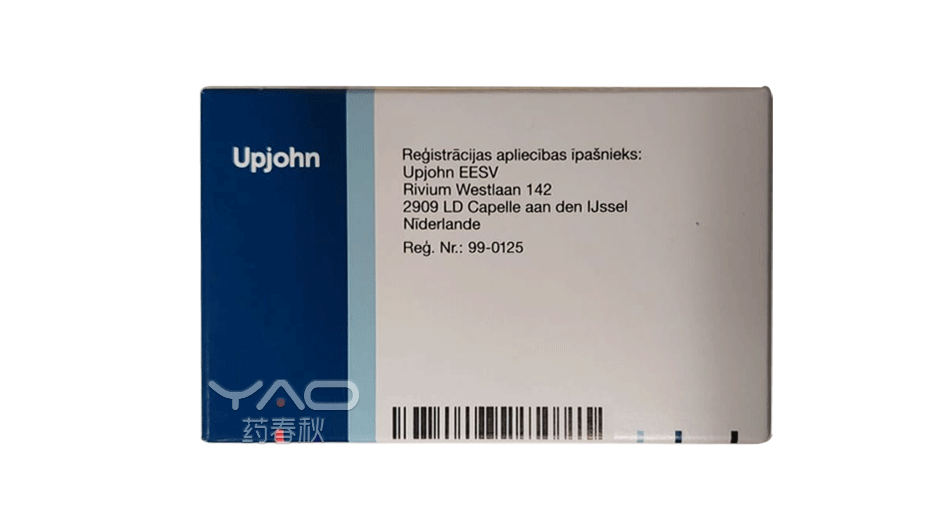 Upjohn
Reģistrācijas apliecības īpašnieks:
Upjohn EESV
Rivium Westlaan 142
2909 LD Capelle aan den IJssel
Nīderlande
Reģ. Nr.: 99-0125
YAO
药春秋